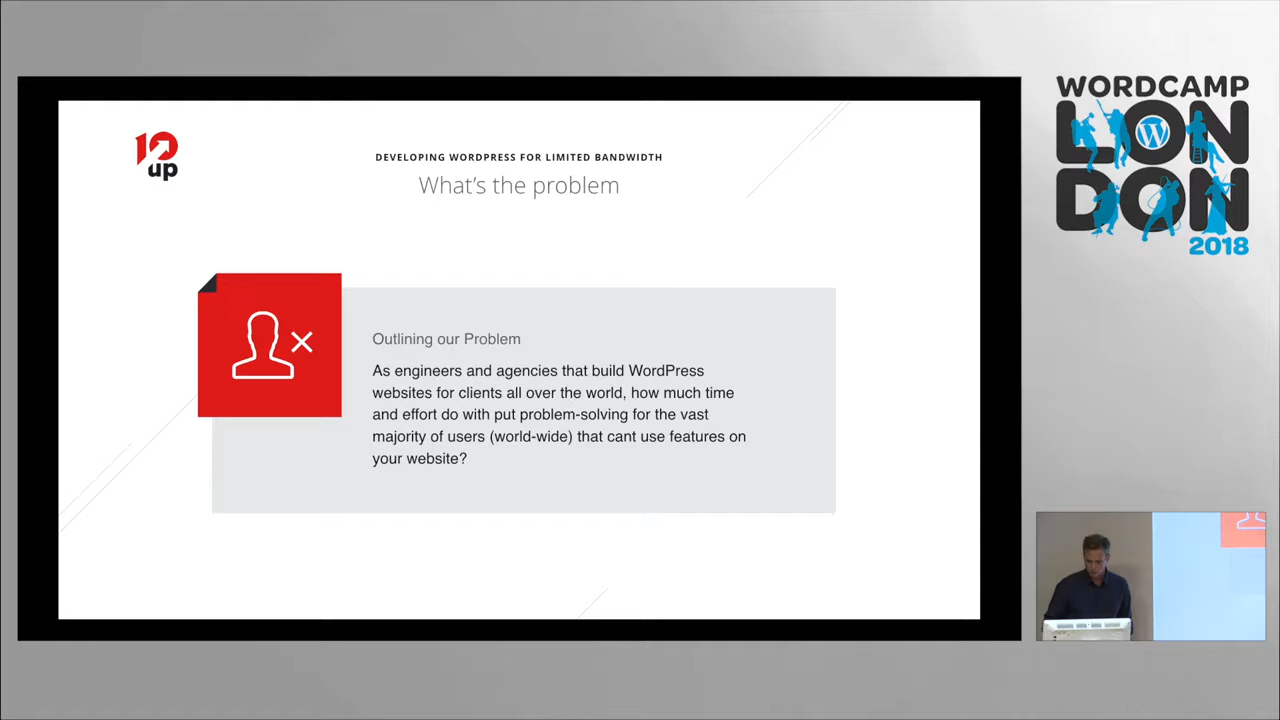 10
up
DEVELOPING WORDPRESS FOR LIMITED BANDWIDTH
What's the problem
Outlining our Problem
As engineers and agencies that build WordPress
websites for clients all over the world, how much time
and effort do with put problem-solving for the vast
majority of users (world-wide) that cant use features on
your website?
WORDCAMP
LON
DON
2018